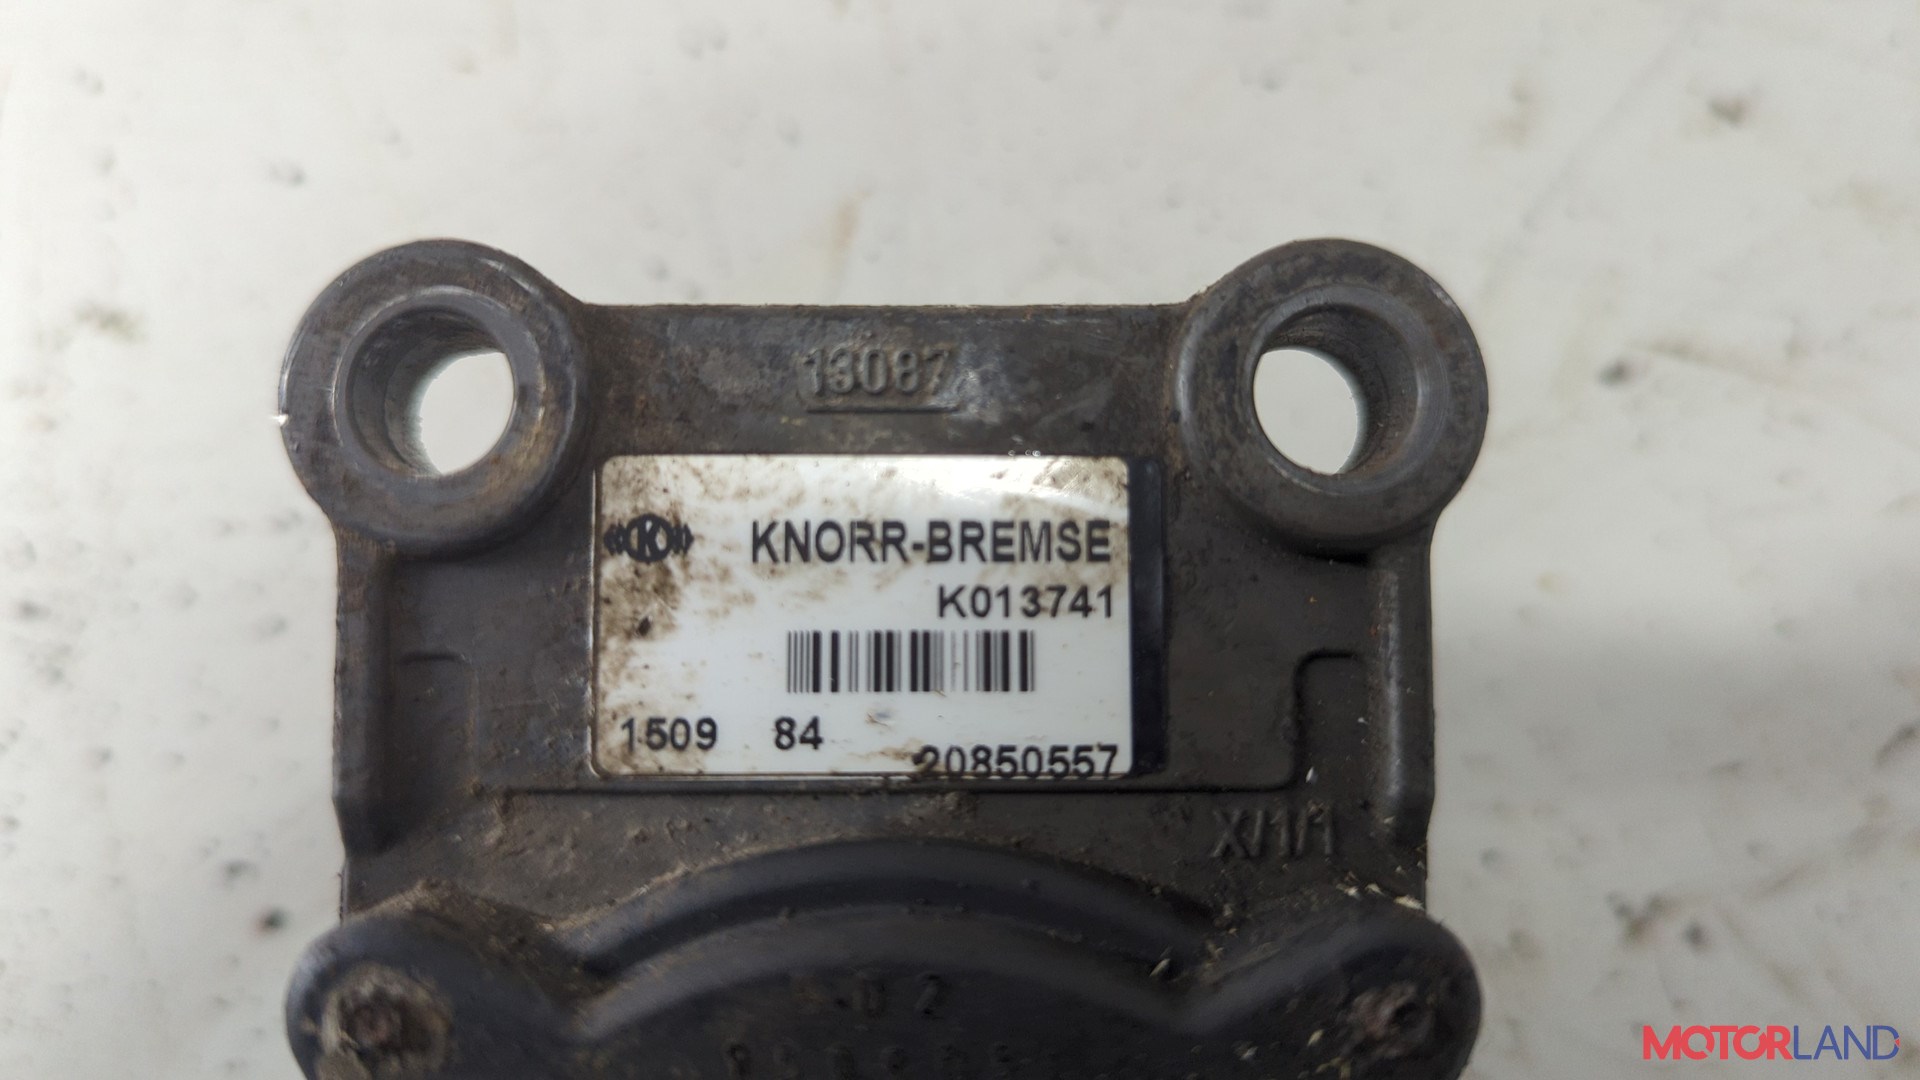 13087
K
KNORR-BREMSE
K013741
1509 84
20850557
X/1/1
MOTORLAND